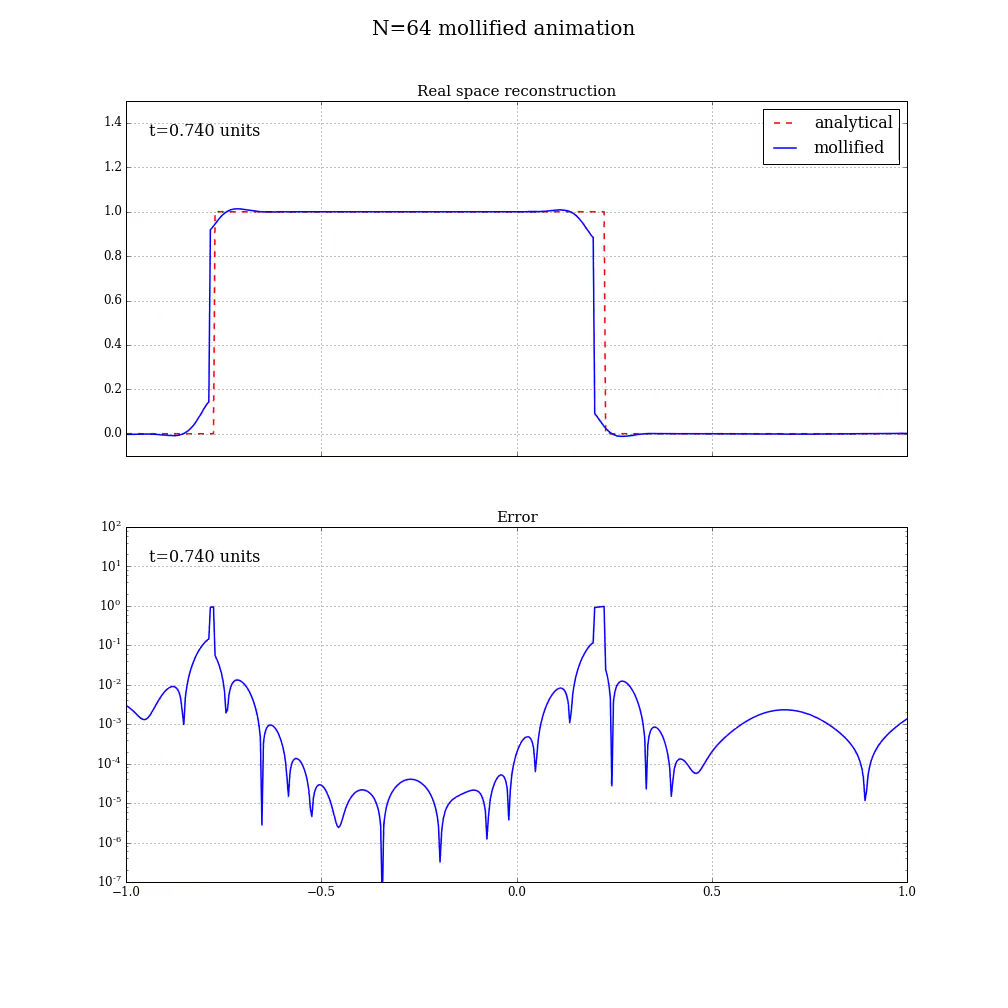 N=64 mollified animation
Real space reconstruction
t=0.740 units
analytical
mollified
1.4
1.2
1.0
0.8
0.6
0.4
0.2
0.0
Error
t=0.740 units
10²
10¹
10⁰
10⁻¹
10⁻²
10⁻³
10⁻⁴
10⁻⁵
10⁻⁶
10⁻⁷
−1.0 −0.5 0.0 0.5 1.0